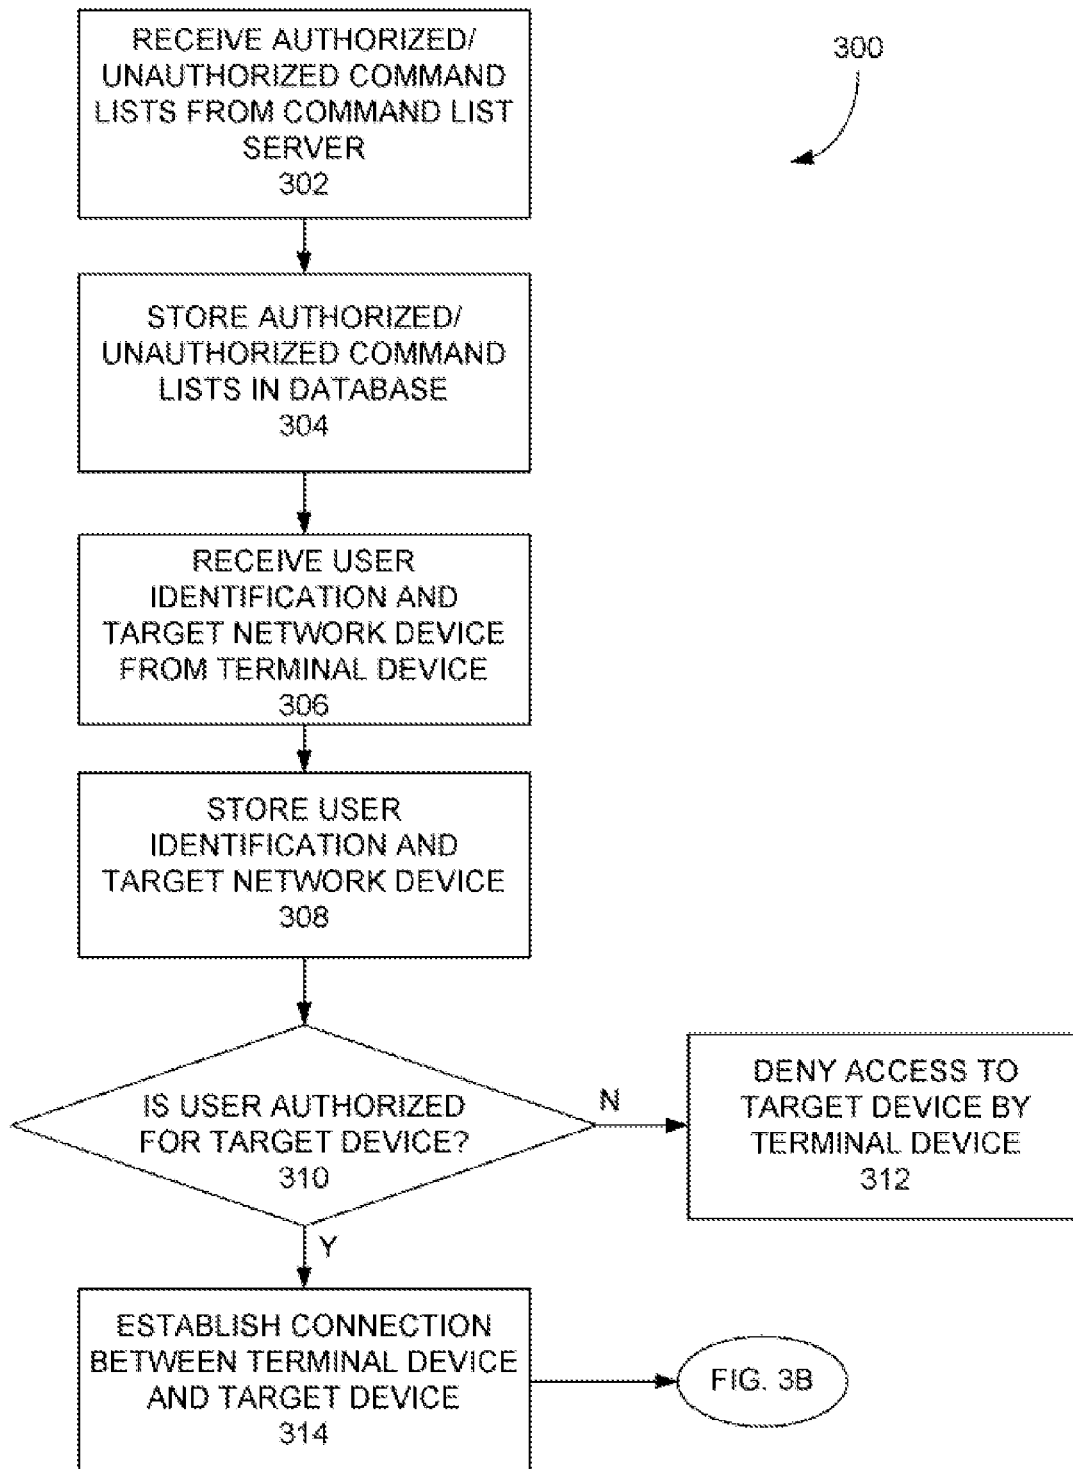 RECEIVE AUTHORIZED/
UNAUTHORIZED COMMAND
LISTS FROM COMMAND LIST
SERVER
302
300
STORE AUTHORIZED/
UNAUTHORIZED COMMAND
LISTS IN DATABASE
304
RECEIVE USER
IDENTIFICATION AND
TARGET NETWORK DEVICE
FROM TERMINAL DEVICE
306
STORE USER
IDENTIFICATION AND
TARGET NETWORK DEVICE
308
IS USER AUTHORIZED
FOR TARGET DEVICE?
310
N
DENY ACCESS TO
TARGET DEVICE BY
TERMINAL DEVICE
312
Y
ESTABLISH CONNECTION
BETWEEN TERMINAL DEVICE
AND TARGET DEVICE
314
FIG. 3B